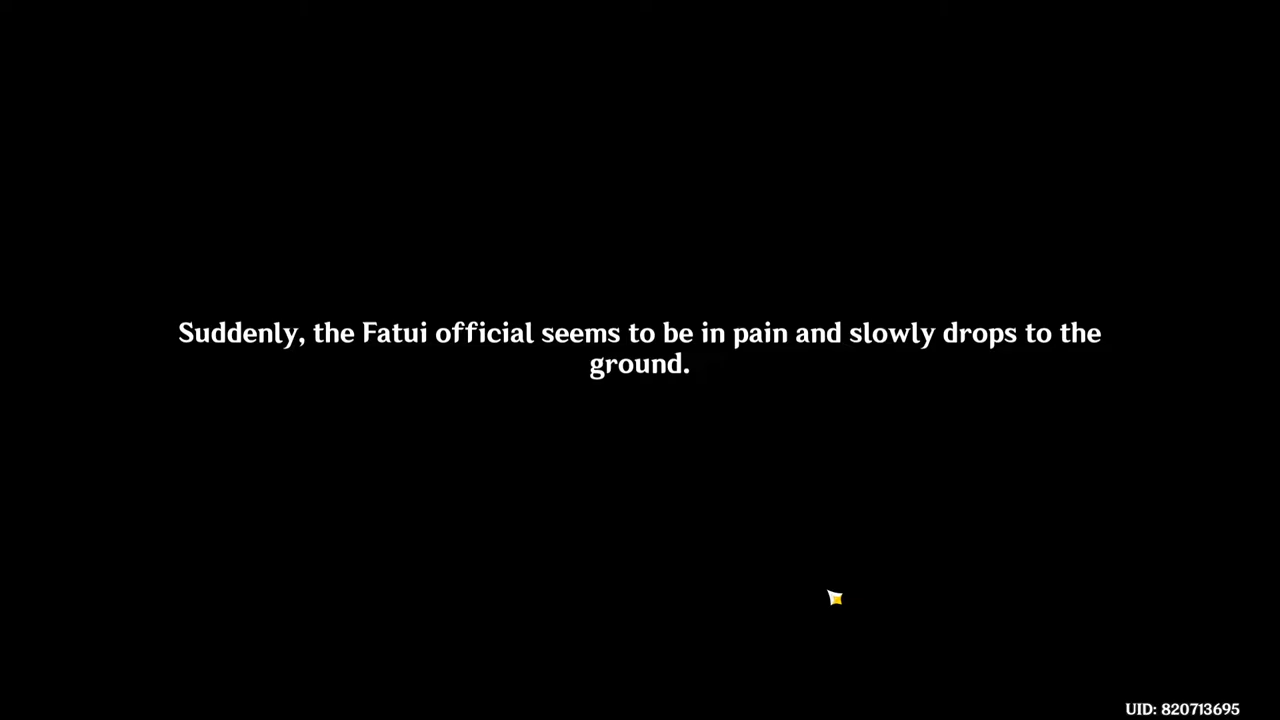 Suddenly, the Fatui official seems to be in pain and slowly drops to the
ground.
UID: 820713695